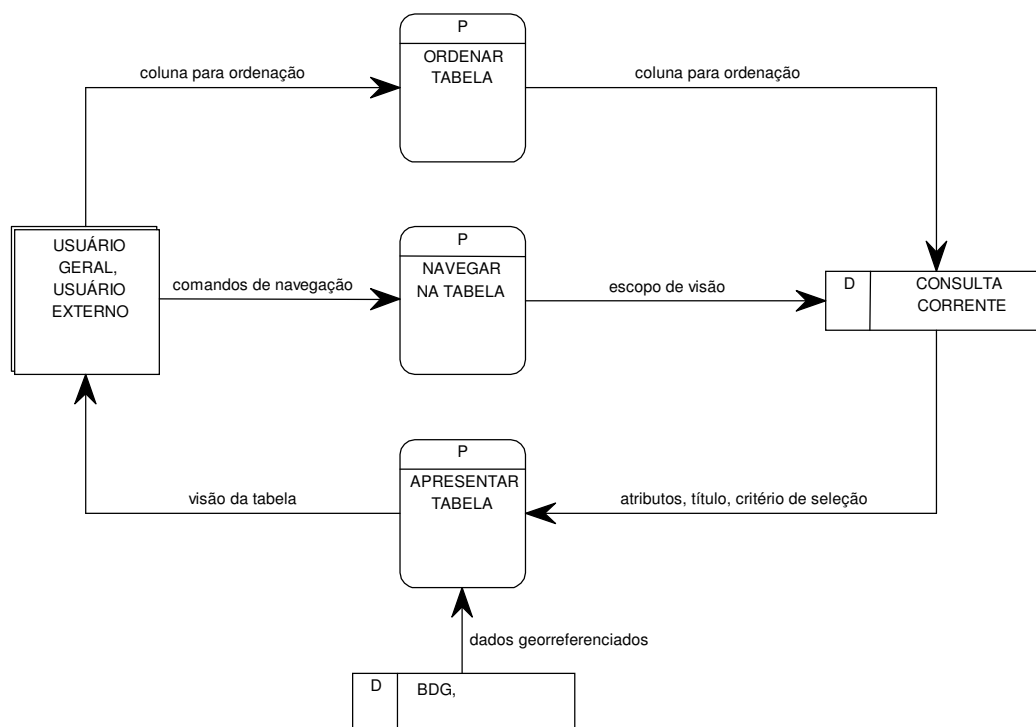 P
ORDENAR
TABELA
coluna para ordenação
coluna para ordenação
USUÁRIO
GERAL,
USUÁRIO
EXTERNO
comandos de navegação
P
NAVEGAR
NA TABELA
escopo de visão
D
CONSULTA
CORRENTE
P
APRESENTAR
TABELA
visão da tabela
atributos, título, critério de seleção
dados georreferenciados
D
BDG,